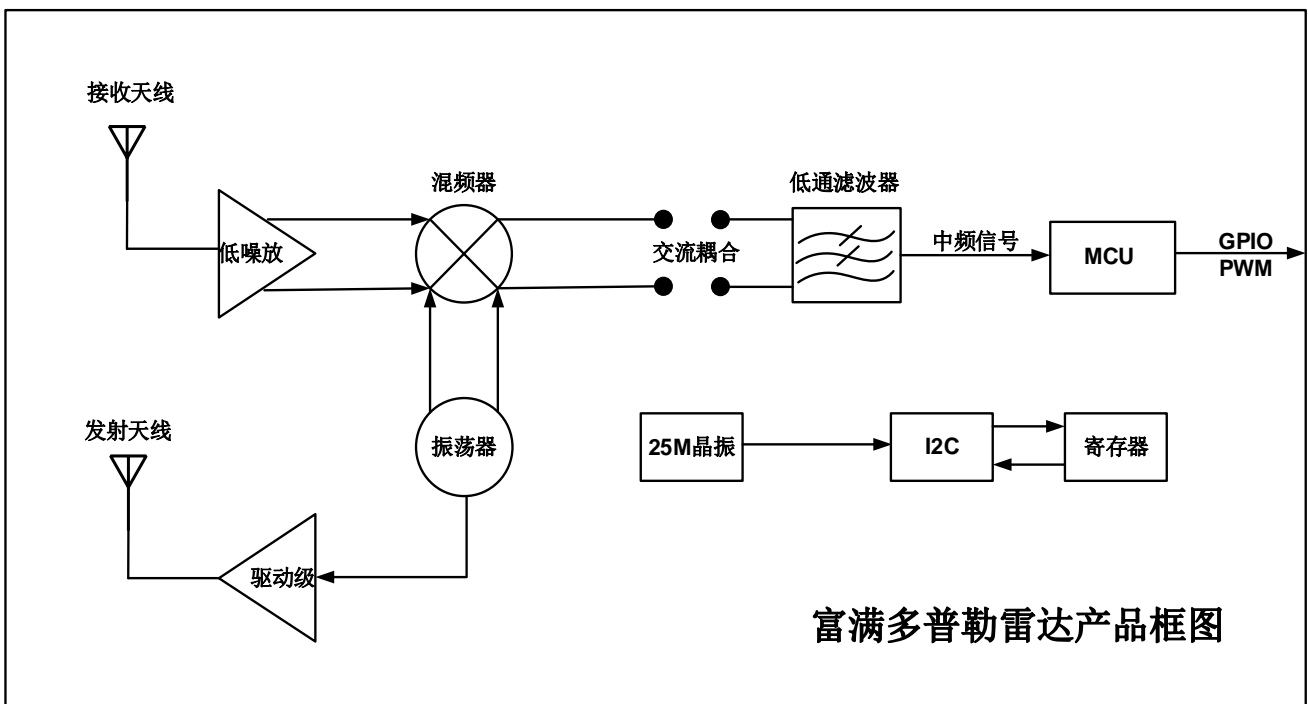 接收天线
混频器
低通滤波器
低噪放
交流耦合
中频信号
MCU
GPIO
PWM
发射天线
振荡器
25M晶振
I2C
寄存器
驱动级
富满多普勒雷达产品框图